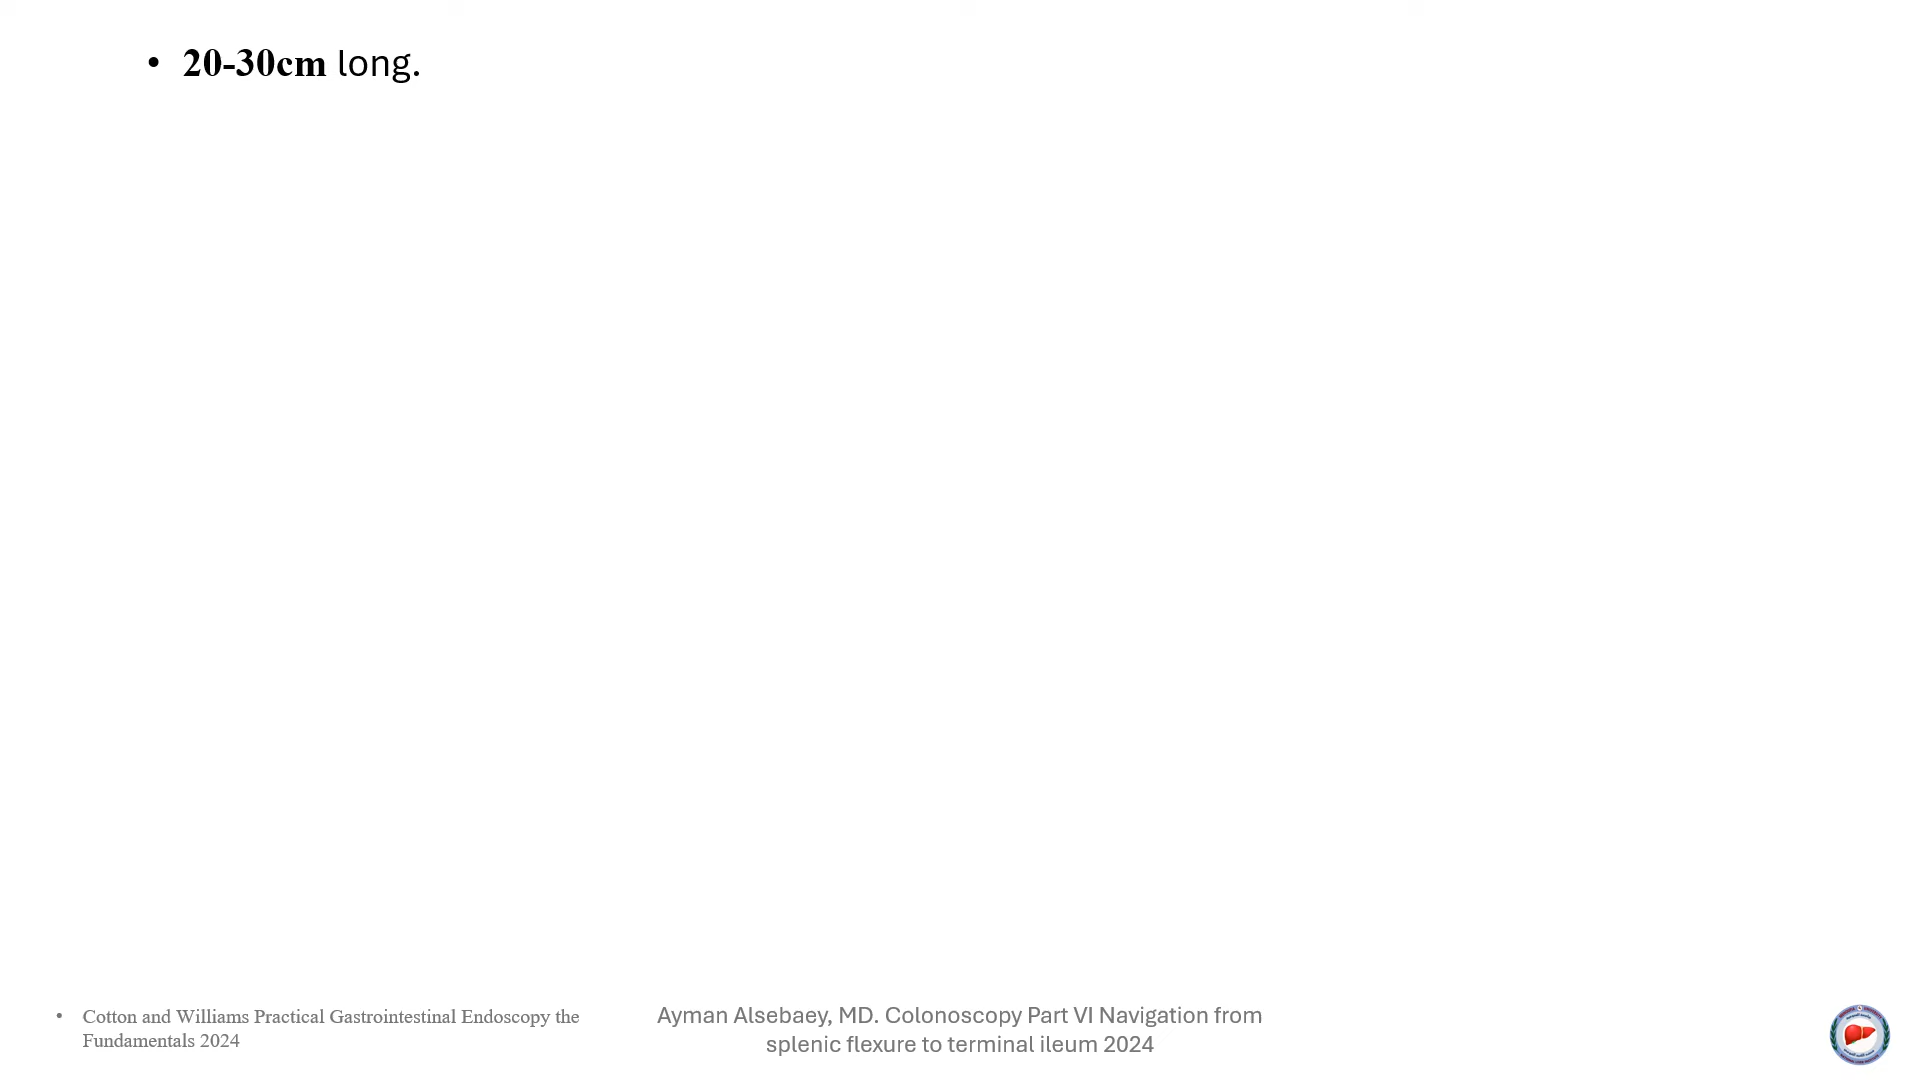 • 20-30cm long.
• Cotton and Williams Practical Gastrointestinal Endoscopy the
Fundamentals 2024
Ayman Alsebaey, MD. Colonoscopy Part VI Navigation from
splenic flexure to terminal ileum 2024